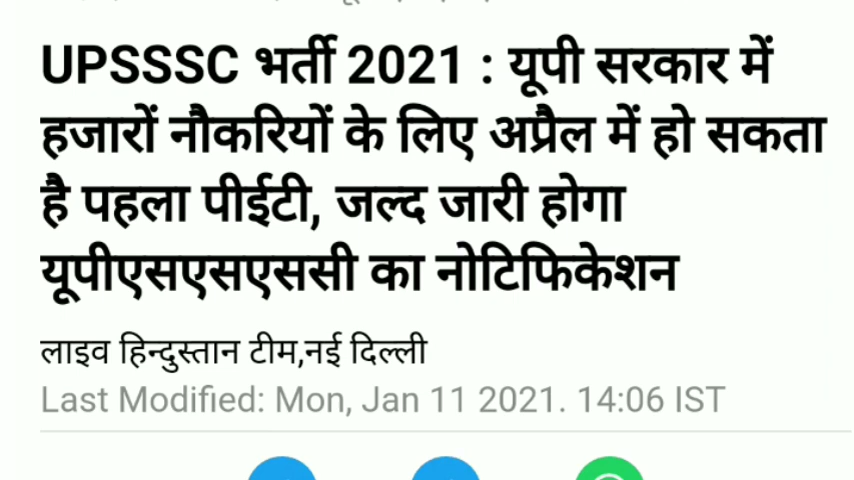 UPSSSC भर्ती 2021 : यूपी सरकार में
हजारों नौकरियों के लिए अप्रैल में हो सकता
है पहला पीईटी, जल्द जारी होगा
यूपीएसएसएससी का नोटिफिकेशन
लाइव हिन्दुस्तान टीम,नई दिल्ली
Last Modified: Mon, Jan 11 2021. 14:06 IST